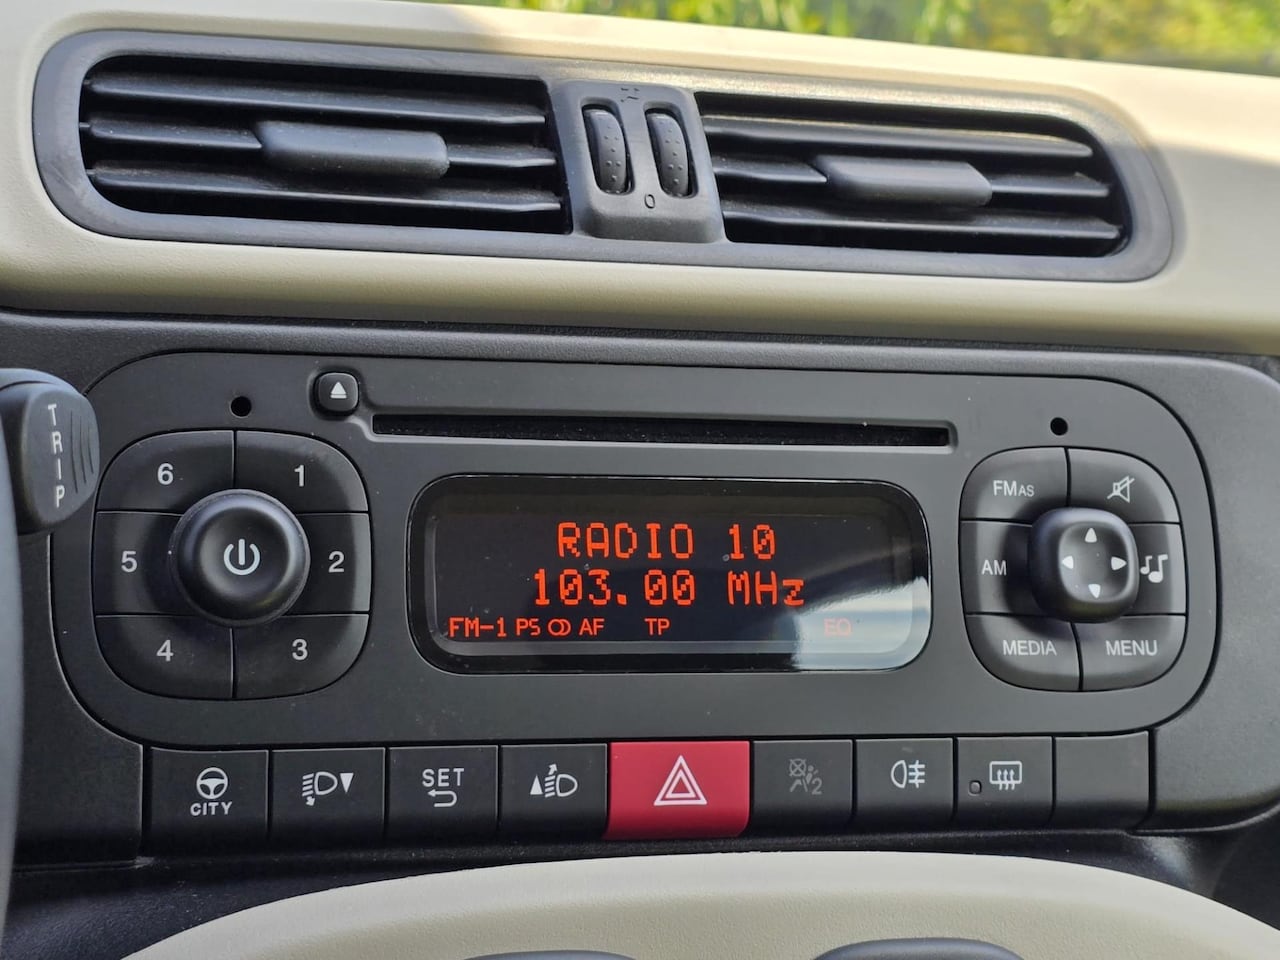 O
TRIP
6
1
5
2
4
3
RADIO 10
103.00 MHz
FM-1 PS AF TP EQ
FMAS
AM
MEDIA
MENU
CITY
SET
2